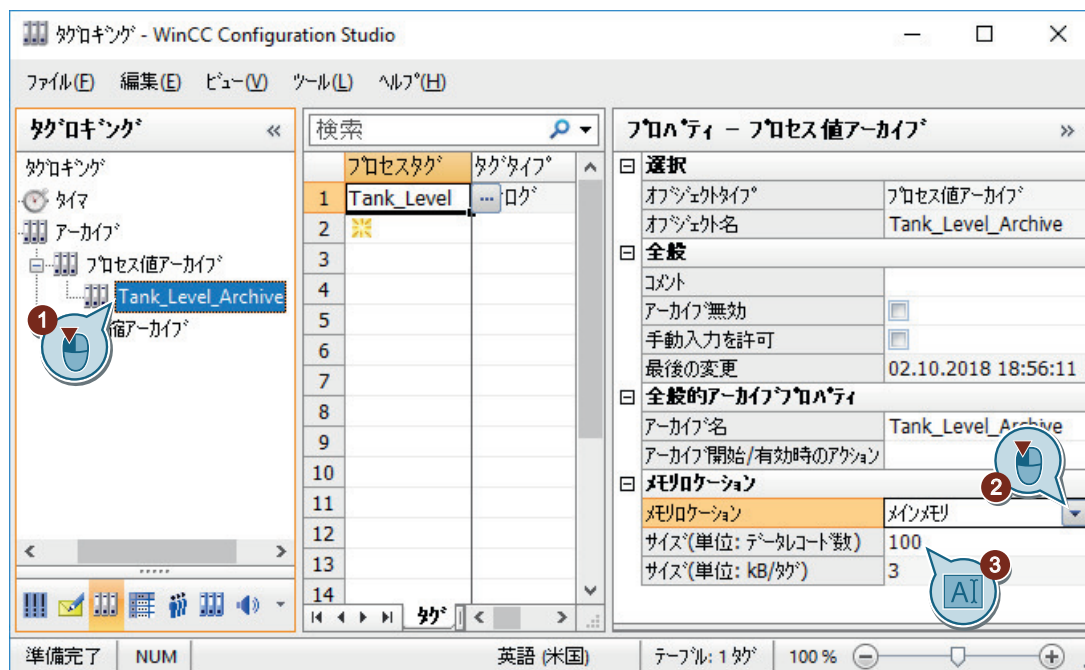 ﾀｸﾞﾛｷﾞﾝｸﾞ - WinCC Configuration Studio
ﾌｧｲﾙ(F) 編集(E) ﾋﾞｭｰ(V) ﾂｰﾙ(L) ﾍﾙﾌﾟ(H)
ﾀｸﾞﾛｷﾞﾝｸﾞ «
ﾀｸﾞﾛｷﾞﾝｸﾞ
ﾀｲﾏ
ｱｰｶｲﾌﾞ
ﾌﾟﾛｾｽ値ｱｰｶｲﾌﾞ
Tank_Level_Archive
1
縮ｱｰｶｲﾌﾞ
検索
ﾌﾟﾛｾｽﾀｸﾞ ﾀｸﾞﾀｲﾌﾟ
1 Tank_Level ... ﾛｸﾞ
2
3
4
5
6
7
8
9
10
11
12
13
14
ﾀｸﾞ
ﾌﾟﾛﾊﾟﾃｨ – ﾌﾟﾛｾｽ値ｱｰｶｲﾌﾞ »
選択
ｵﾌﾞｼﾞｪｸﾄﾀｲﾌﾟ ﾌﾟﾛｾｽ値ｱｰｶｲﾌﾞ
ｵﾌﾞｼﾞｪｸﾄ名 Tank_Level_Archive
全般
ｺﾒﾝﾄ
ｱｰｶｲﾌﾞ無効
手動入力を許可
最後の変更 02.10.2018 18:56:11
全般的ｱｰｶｲﾌﾞﾌﾟﾛﾊﾟﾃｨ
ｱｰｶｲﾌﾞ名 Tank_Level_Archive
ｱｰｶｲﾌﾞ開始/有効時のｱｸｼｮﾝ
2
ﾒﾓﾘﾛｹｰｼｮﾝ
ﾒﾓﾘﾛｹｰｼｮﾝ ﾒｲﾝﾒﾓﾘ
ｻｲｽﾞ(単位: ﾃﾞｰﾀﾚｺｰﾄﾞ数) 100
ｻｲｽﾞ(単位: kB/ﾀｸﾞ) 3
3
AI
準備完了 NUM 英語 (米国) ﾃｰﾌﾞﾙ: 1 ﾀｸﾞ 100 %